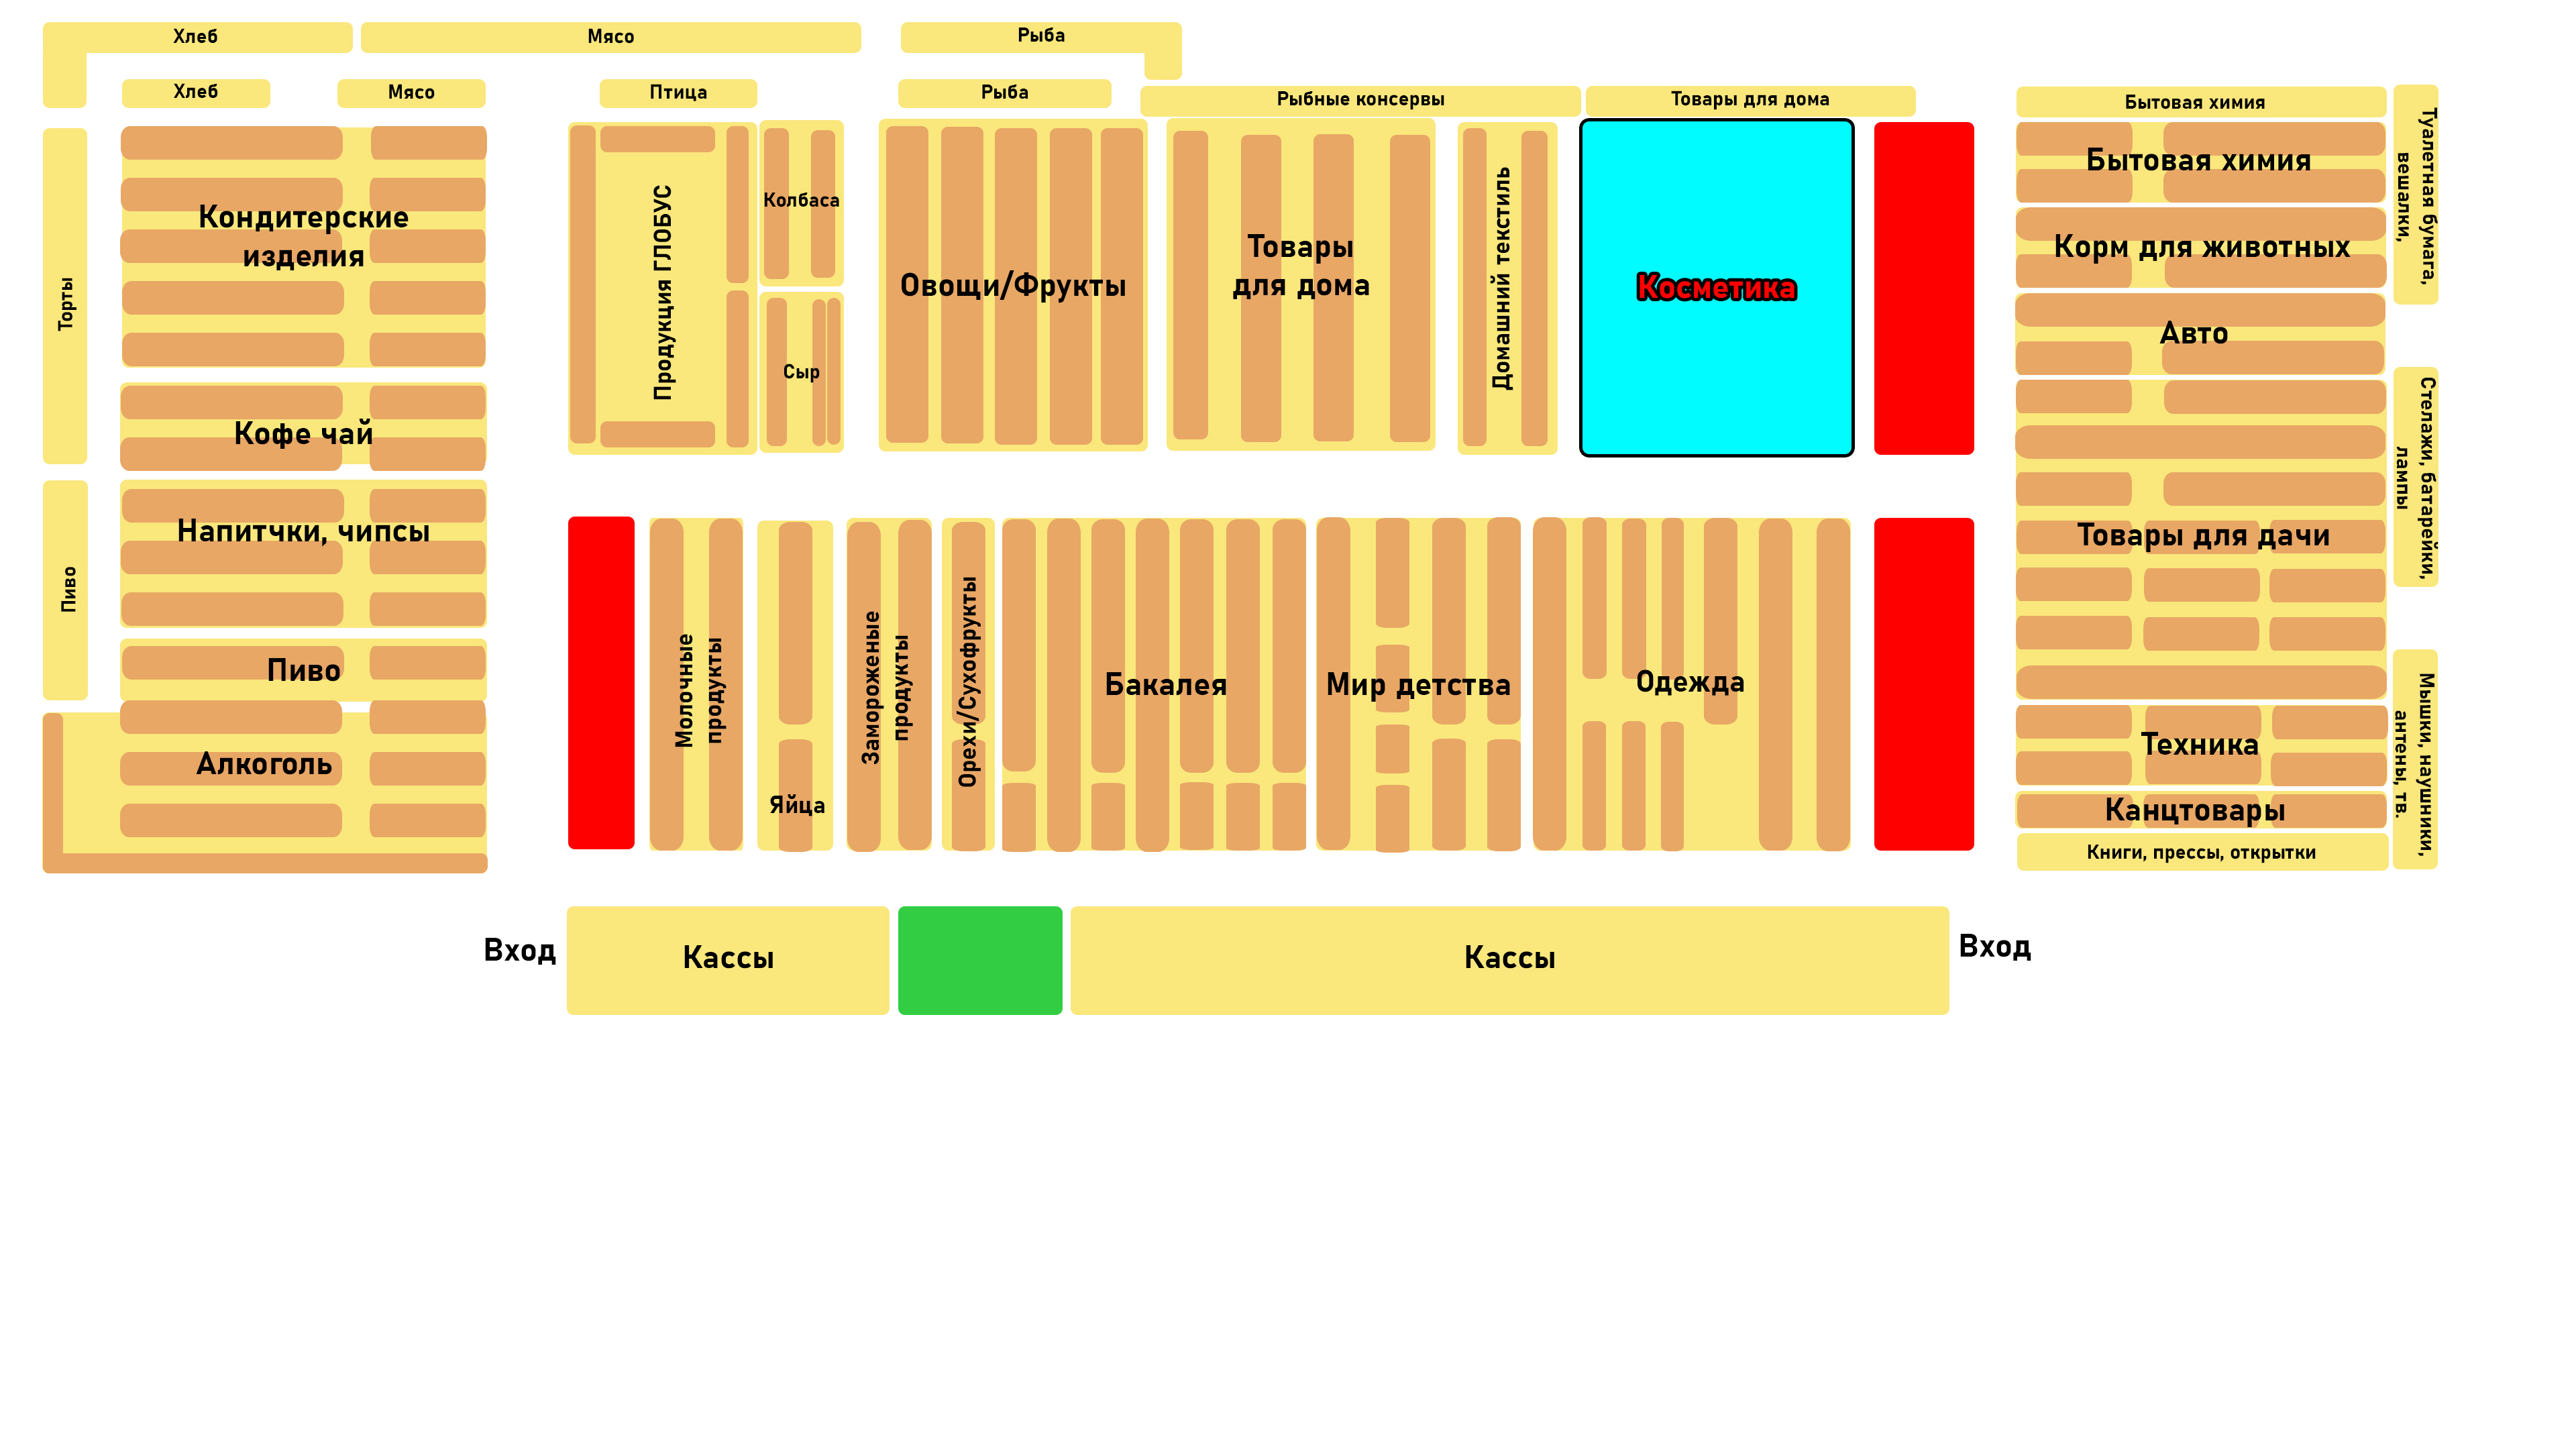 Хлеб
Мясо
Рыба
Хлеб
Мясо
Птица
Рыба
Рыбные консервы
Товары для дома
Бытовая химия
Туалетная бумага,
вешалки,
Торты
Кондитерские
изделия
Продукция ГЛОБУС
Колбаса
Сыр
Овощи/Фрукты
Товары
для дома
Домашний текстиль
Косметика
Бытовая химия
Корм для животных
Авто
Стелажи, батарейки,
лампы
Кофе чай
Напитчки, чипсы
Пиво
Пиво
Алкоголь
Молочные
продукты
Яйца
Замороженые
продукты
Орехи/Сухофрукты
Бакалея
Мир детства
Одежда
Товары для дачи
Техника
Канцтовары
Книги, прессы, открытки
Мышки, наушники,
антены, тв.
Вход
Кассы
Кассы
Вход